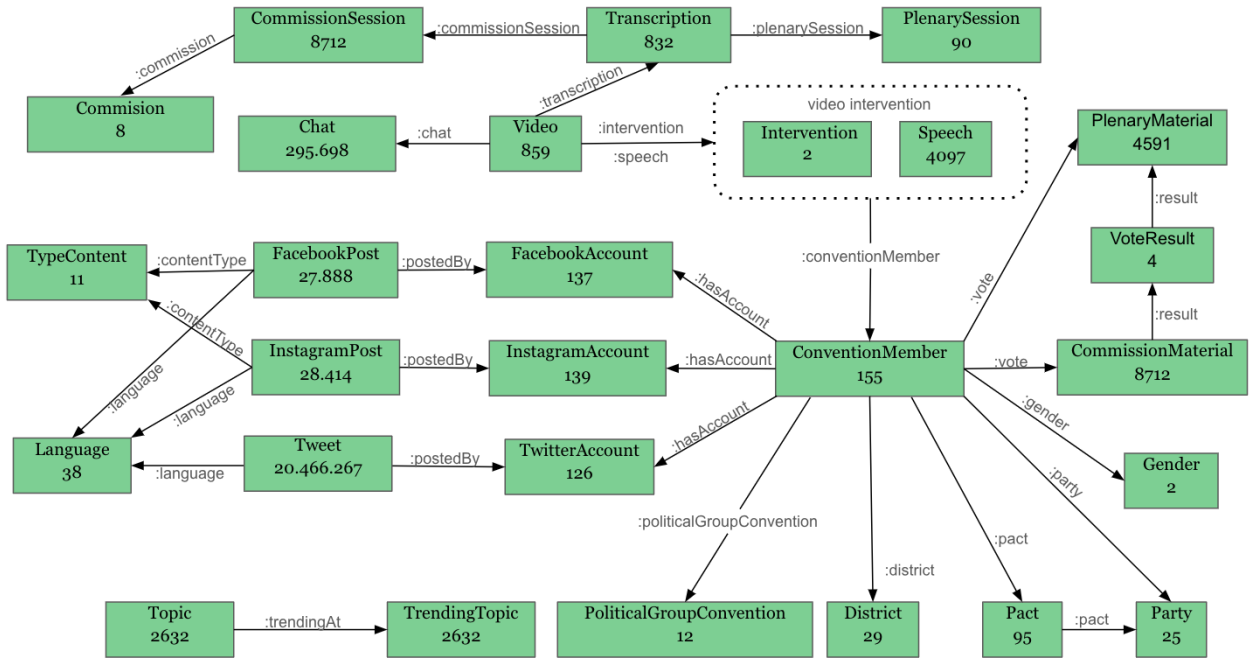 CommissionSession
8712
:commissionSession
Transcription
832
:plenarySession
PlenarySession
90
:commission
Commision
8
:transcription
Chat
295.698
:chat
Video
859
:intervention
:speech
video intervention
Intervention
2
Speech
4097
PlenaryMaterial
4591
:result
VoteResult
4
:result
:conventionMember
:vote
TypeContent
11
:contentType
FacebookPost
27.888
:postedBy
FacebookAccount
137
:hasAccount
:contentType
:language
InstagramPost
28.414
:postedBy
InstagramAccount
139
:hasAccount
ConventionMember
155
:vote
CommissionMaterial
8712
:language
:hasAccount
:gender
Language
38
:language
Tweet
20.466.267
:postedBy
TwitterAccount
126
:party
Gender
2
:politicalGroupConvention
:pact
:district
Topic
2632
:trendingAt
TrendingTopic
2632
PoliticalGroupConvention
12
District
29
Pact
95
:pact
Party
25